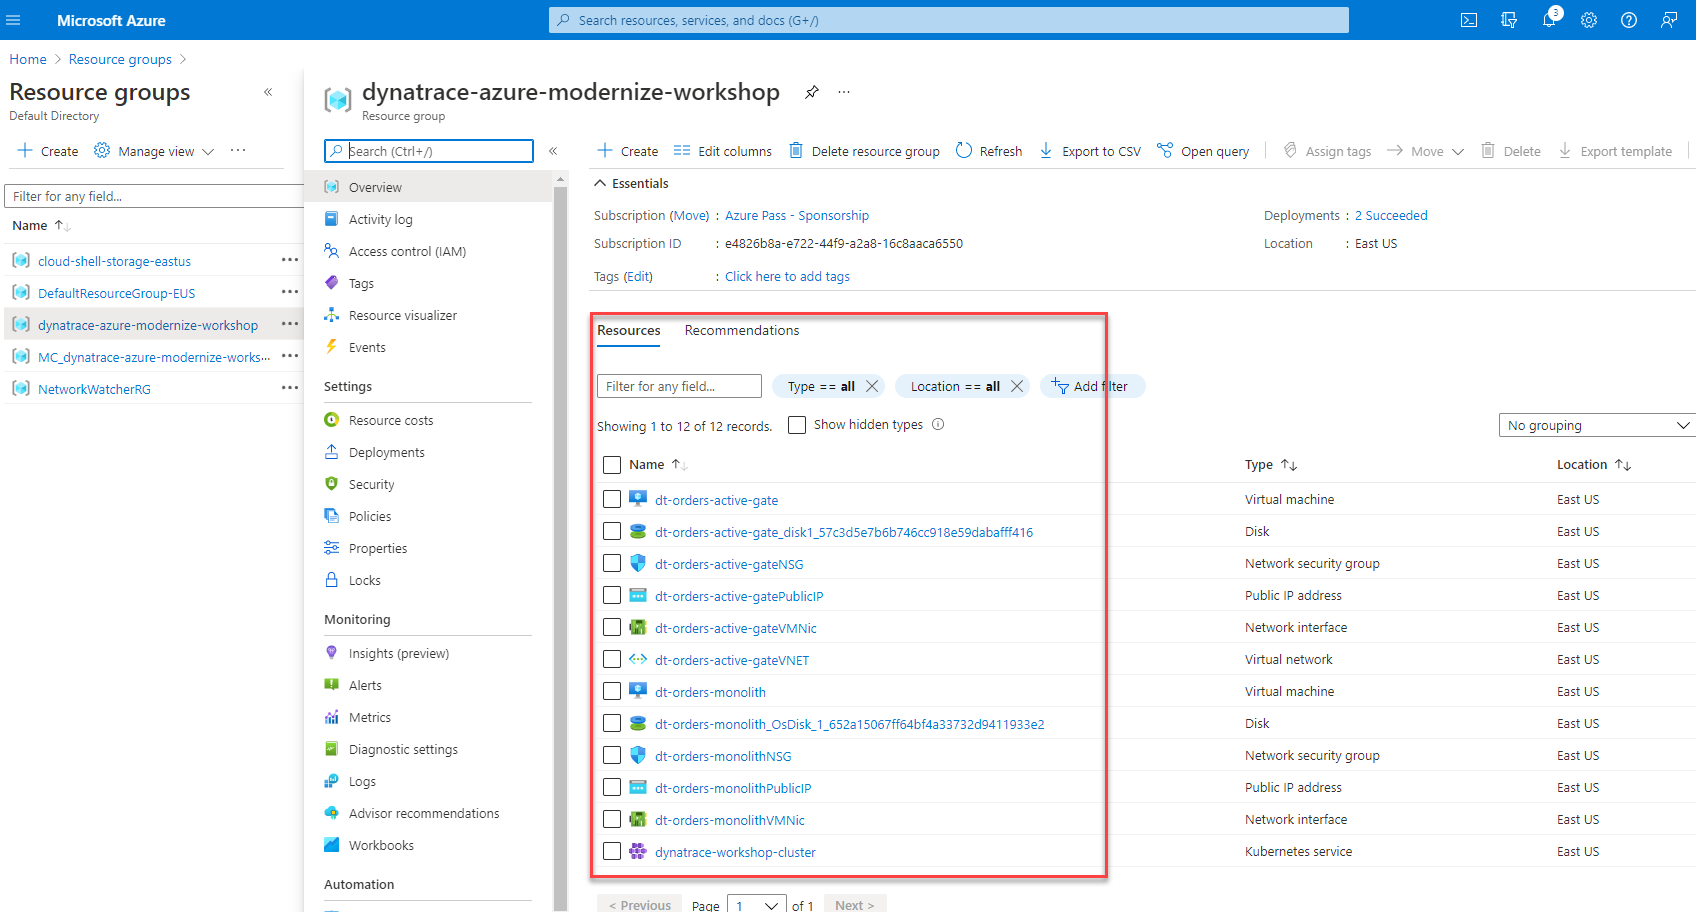 Microsoft Azure
Search resources, services, and docs (G+/)
3
Home > Resource groups >
Resource groups
Default Directory
Create
Manage view
Filter for any field...
Name
cloud-shell-storage-eastus
DefaultResourceGroup-EUS
dynatrace-azure-modernize-workshop
MC_dynatrace-azure-modernize-works...
NetworkWatcherRG
dynatrace-azure-modernize-workshop
Resource group
Search (Ctrl+/)
Overview
Activity log
Access control (IAM)
Tags
Resource visualizer
Events
Settings
Resource costs
Deployments
Security
Policies
Properties
Locks
Monitoring
Insights (preview)
Alerts
Metrics
Diagnostic settings
Logs
Advisor recommendations
Workbooks
Automation
Create Edit columns Delete resource group Refresh Export to CSV Open query Assign tags Move Delete Export template
Essentials
Subscription (Move) : Azure Pass - Sponsorship
Subscription ID : e4826b8a-e722-44f9-a2a8-16c8aaca6550
Tags (Edit) : Click here to add tags
Deployments : 2 Succeeded
Location : East US
Resources Recommendations
Filter for any field... Type == all Location == all Add filter
Showing 1 to 12 of 12 records. Show hidden types No grouping
Name Type Location
dt-orders-active-gate Virtual machine East US
dt-orders-active-gate_disk1_57c3d5e7b6b746cc918e59dabafff416 Disk East US
dt-orders-active-gateNSG Network security group East US
dt-orders-active-gatePublicIP Public IP address East US
dt-orders-active-gateVMNic Network interface East US
dt-orders-active-gateVNET Virtual network East US
dt-orders-monolith Virtual machine East US
dt-orders-monolith_OsDisk_1_652a15067ff64bf4a33732d9411933e2 Disk East US
dt-orders-monolithNSG Network security group East US
dt-orders-monolithPublicIP Public IP address East US
dt-orders-monolithVMNic Network interface East US
dynatrace-workshop-cluster Kubernetes service East US
< Previous Page 1 of 1 Next >